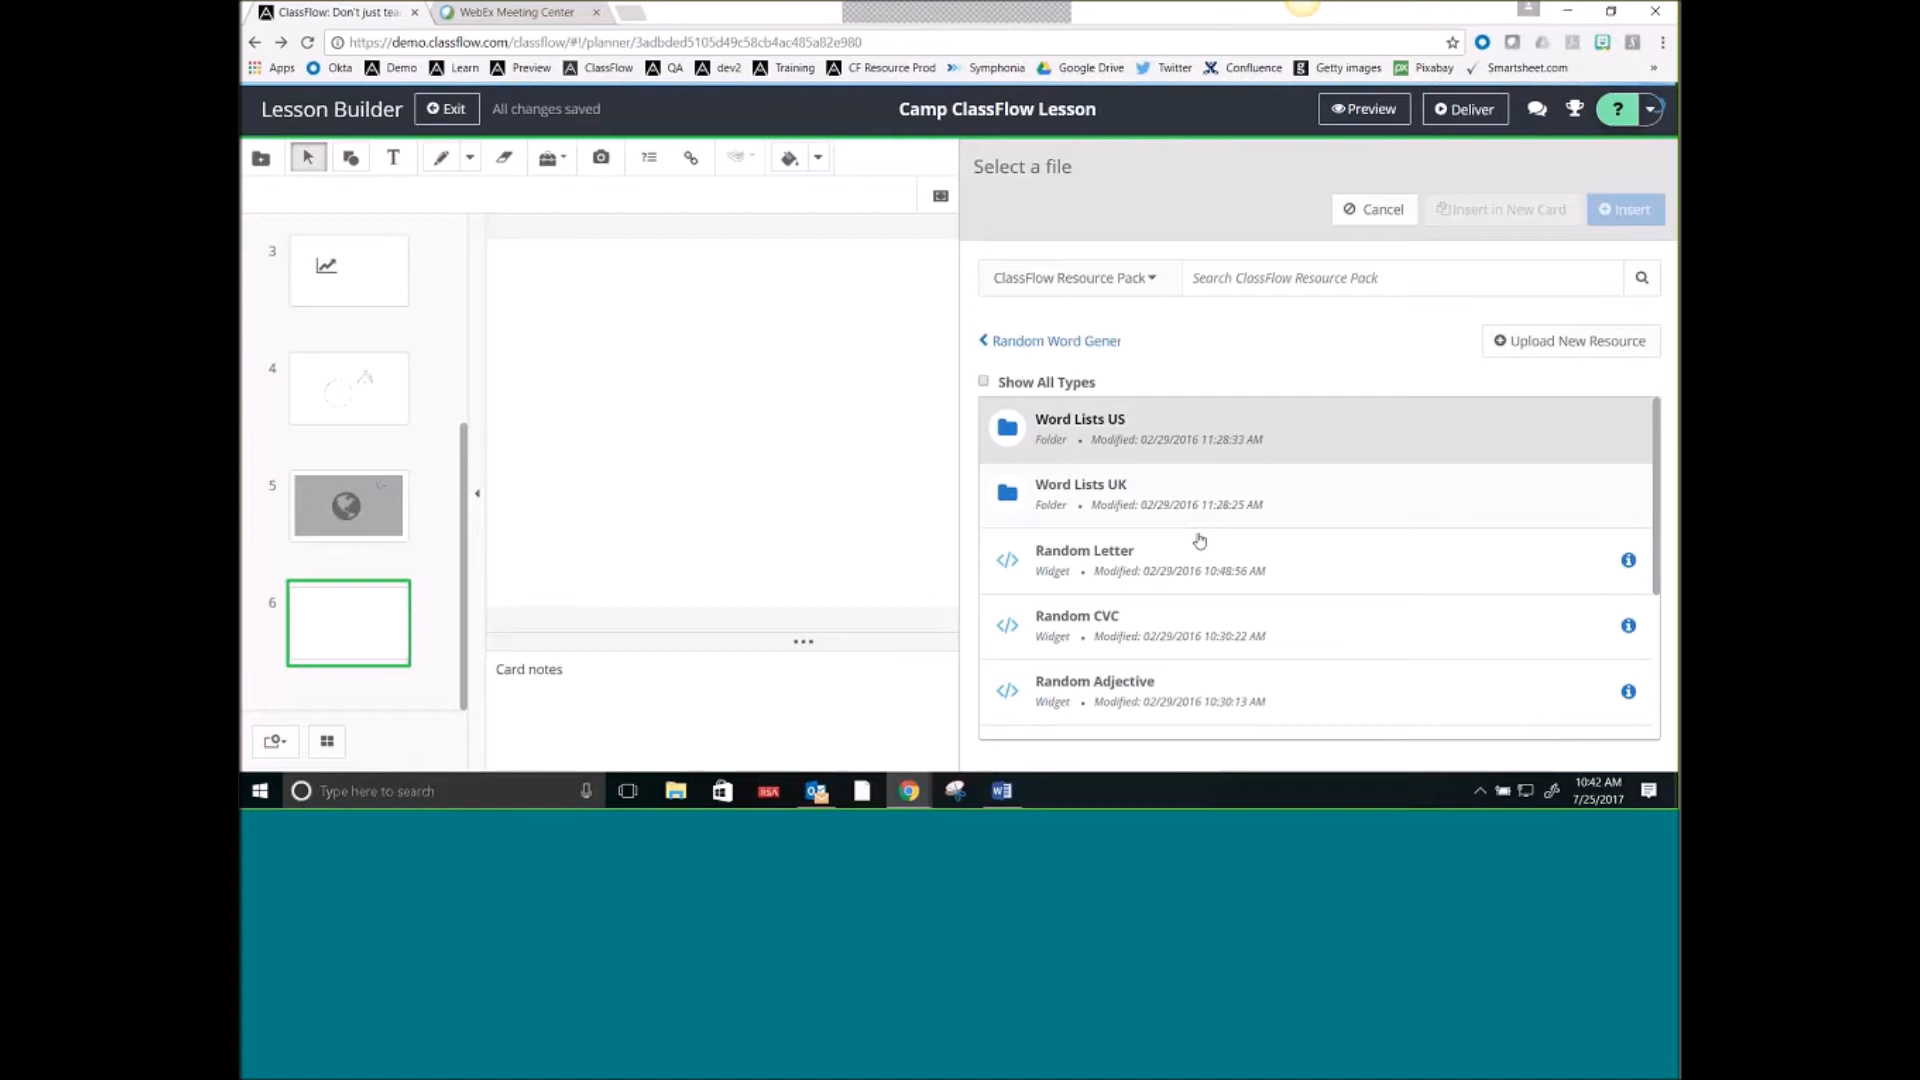 ClassFlow: Don't just tea
WebEx Meeting Center
https://demo.classflow.com/classflow/#!/planner/3adbded5105d49c58cb4ac485a82e980
Apps Okta Demo Learn Preview ClassFlow QA dev2 Training CF Resource Prod Symphonia Google Drive Twitter Confluence Getty images Pixabay Smartsheet.com »
Lesson Builder Exit All changes saved Camp ClassFlow Lesson Preview Deliver ?
T
Select a file
Cancel Insert in New Card Insert
ClassFlow Resource Pack Search ClassFlow Resource Pack
Random Word Gener Upload New Resource
Show All Types
Word Lists US
Folder • Modified: 02/29/2016 11:28:33 AM
Word Lists UK
Folder • Modified: 02/29/2016 11:28:25 AM
Random Letter
Widget • Modified: 02/29/2016 10:48:56 AM
Random CVC
Widget • Modified: 02/29/2016 10:30:22 AM
Random Adjective
Widget • Modified: 02/29/2016 10:30:13 AM
3
4
5
6
Card notes
Type here to search
RSA
10:42 AM
7/25/2017